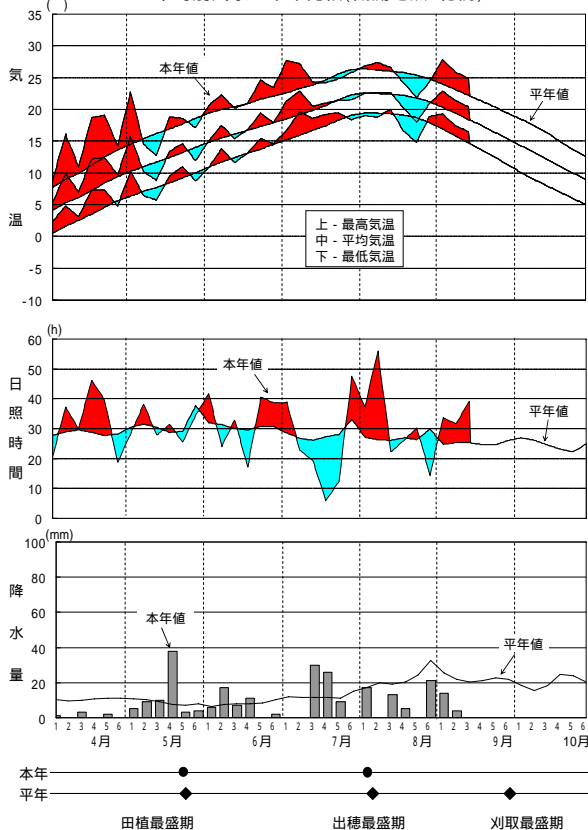 (  )
35
30
25
20
15
10
5
0
-5
-10
気温
本年値
平年値
上 - 最高気温
中 - 平均気温
下 - 最低気温
(h)
60
50
40
30
20
10
0
日照時間
本年値
平年値
(mm)
100
80
60
40
20
0
降水量
本年値
平年値
1 2 3 4 5 6 1 2 3 4 5 6 1 2 3 4 5 6 1 2 3 4 5 6 1 2 3 4 5 6 1 2 3 4 5 6 1 2 3 4 5 6
4月 5月 6月 7月 8月 9月 10月
本年
平年
田植最盛期 出穂最盛期 刈取最盛期